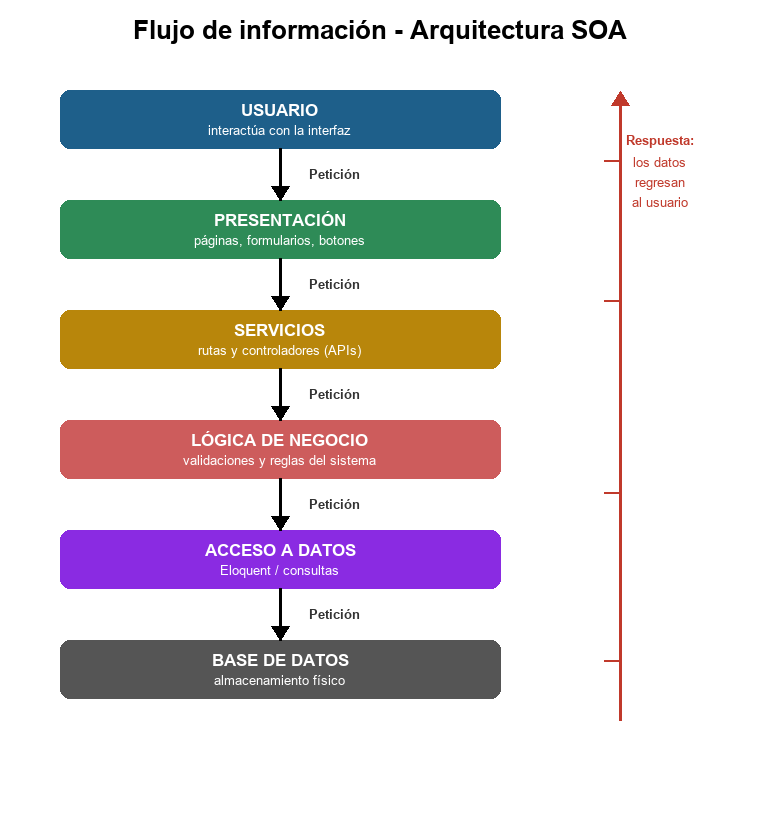 Flujo de información - Arquitectura SOA
USUARIO
interactúa con la interfaz
Petición
PRESENTACIÓN
páginas, formularios, botones
Petición
SERVICIOS
rutas y controladores (APIs)
Petición
LÓGICA DE NEGOCIO
validaciones y reglas del sistema
Petición
ACCESO A DATOS
Eloquent / consultas
Petición
BASE DE DATOS
almacenamiento físico
Respuesta:
los datos
regresan
al usuario